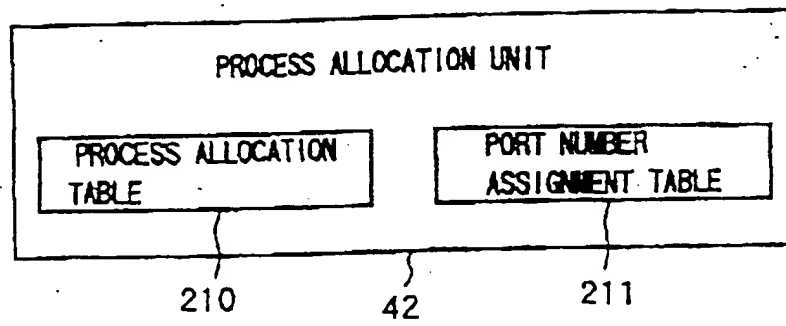 PROCESS ALLOCATION UNIT
PROCESS ALLOCATION
TABLE
PORT NUMBER
ASSIGNMENT TABLE
210
42
211